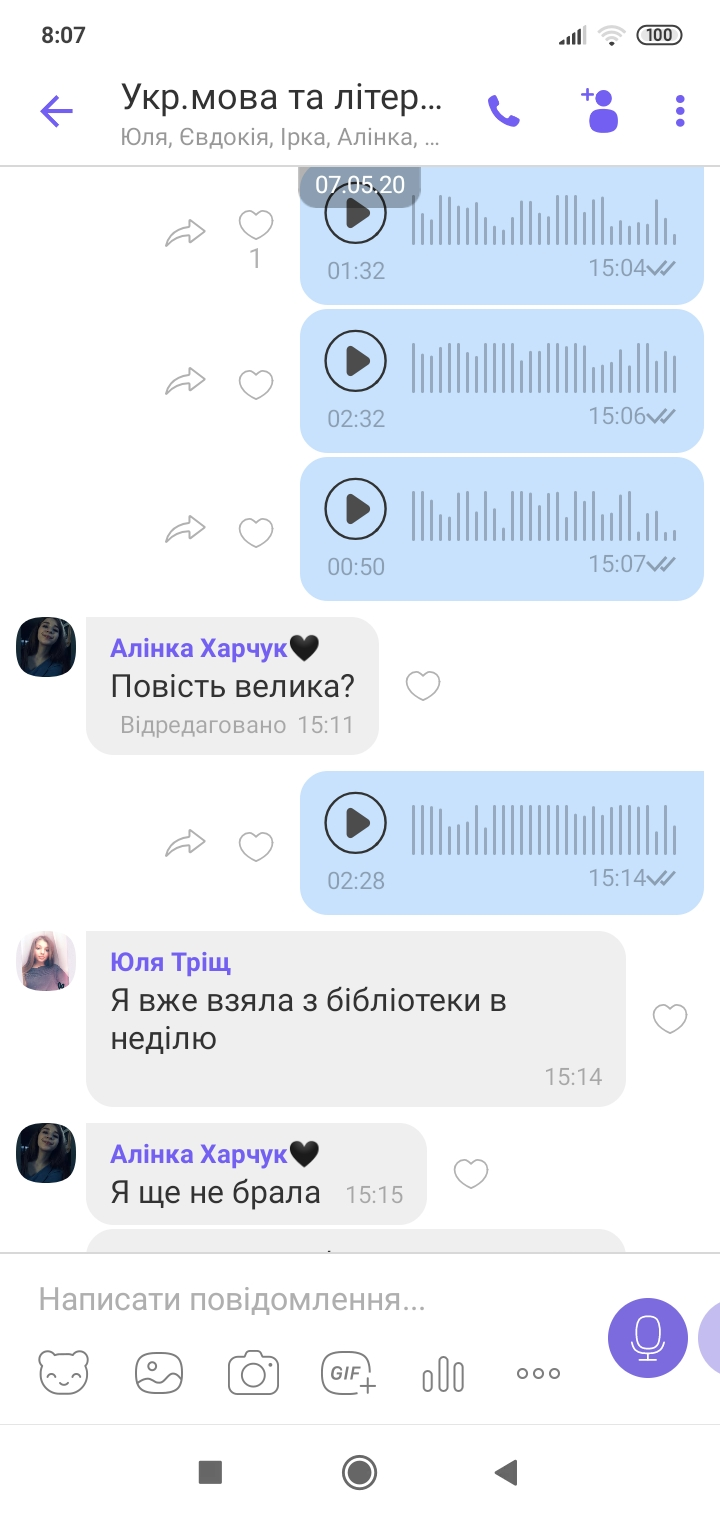 8:07
100
Укр.мова та літер...
Юля, Євдокія, Ірка, Алінка, ...
07.05.20
1
01:32
15:04
02:32
15:06
00:50
15:07
Алінка Харчук🖤
Повість велика?
Відредаговано 15:11
02:28
15:14
Юля Тріщ
Я вже взяла з бібліотеки в
неділю
15:14
Алінка Харчук🖤
Я ще не брала 15:15
Написати повідомлення...
GIF